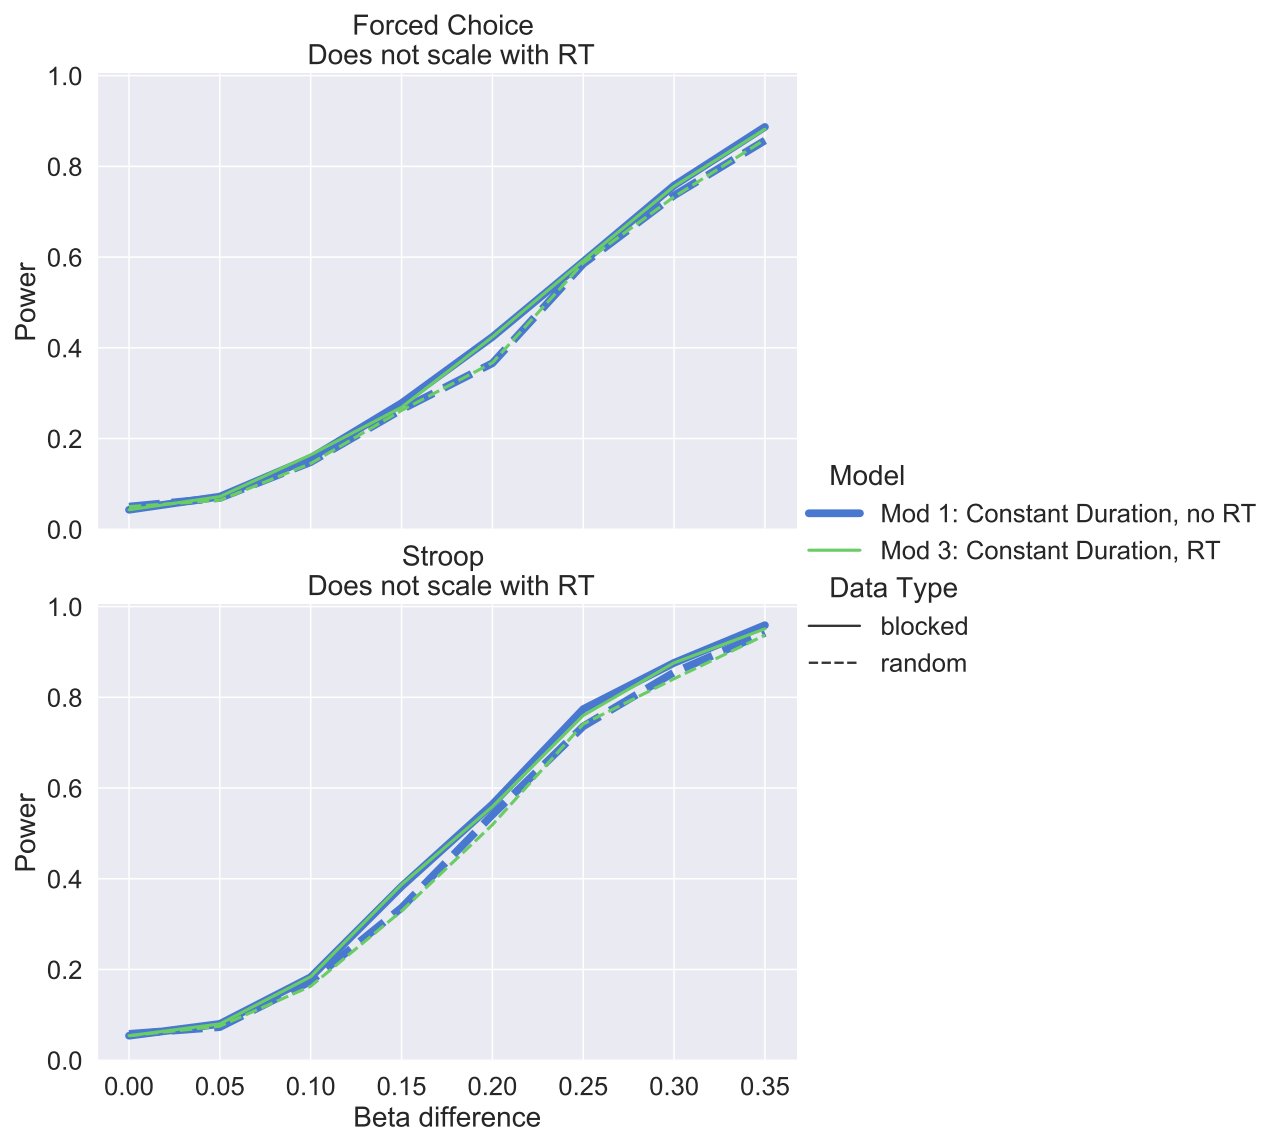 Forced Choice
Does not scale with RT
1.0
0.8
0.6
0.4
0.2
0.0
Power
Model
Mod 1: Constant Duration, no RT
Mod 3: Constant Duration, RT
Data Type
blocked
random
Stroop
Does not scale with RT
1.0
0.8
0.6
0.4
0.2
0.0
Power
0.00 0.05 0.10 0.15 0.20 0.25 0.30 0.35
Beta difference